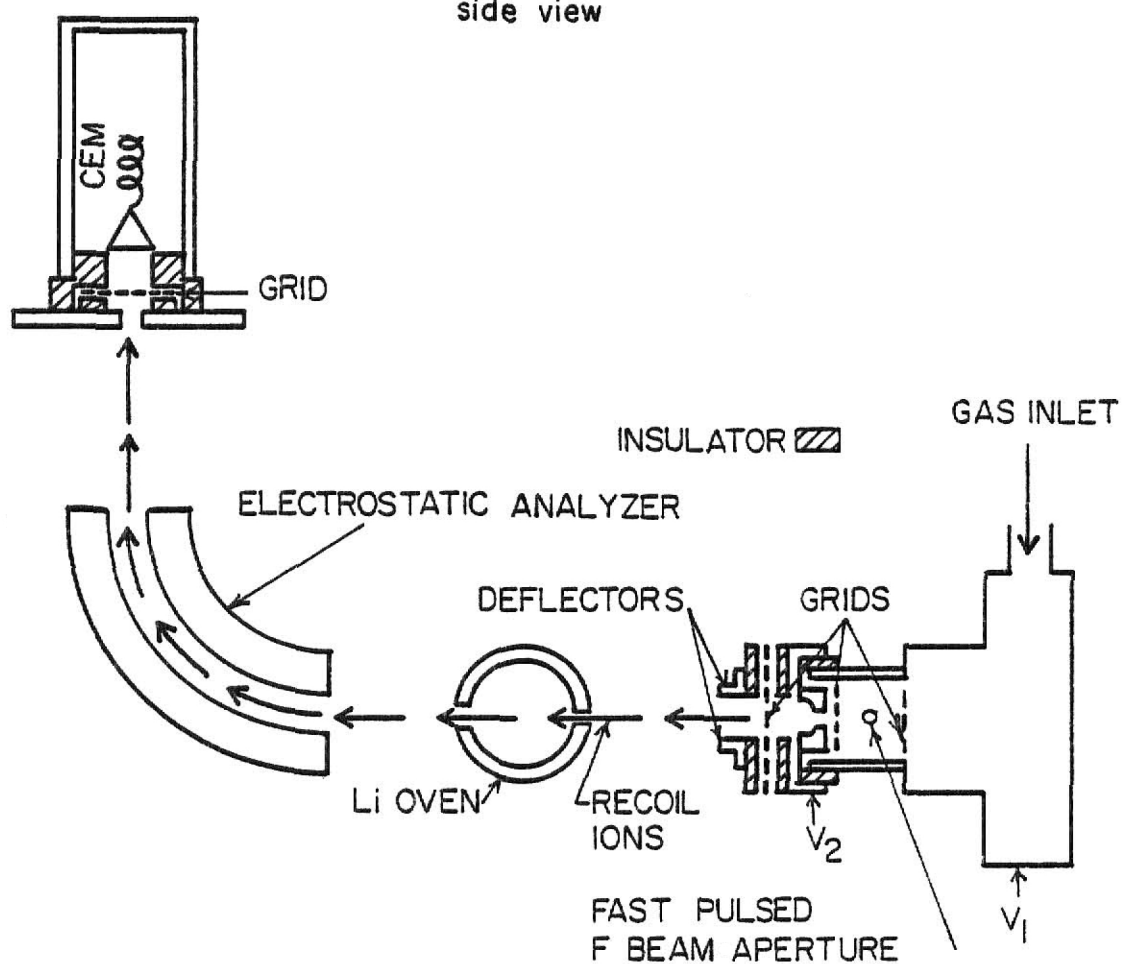 side view
CEM
GRID
GAS INLET
INSULATOR
ELECTROSTATIC ANALYZER
DEFLECTORS
GRIDS
Li OVEN
RECOIL
IONS
V2
FAST PULSED
F BEAM APERTURE
V1